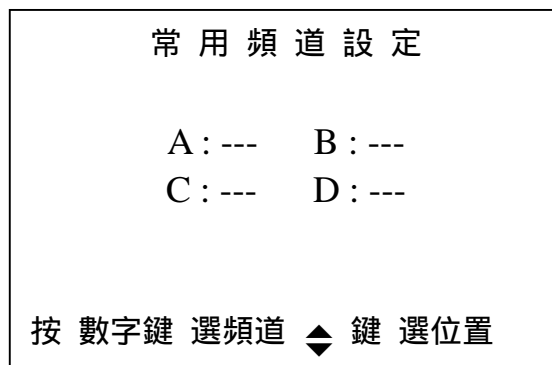 常用頻道設定
A : --- B : ---
C : --- D : ---
按 數字鍵 選頻道 ◆ 鍵 選位置